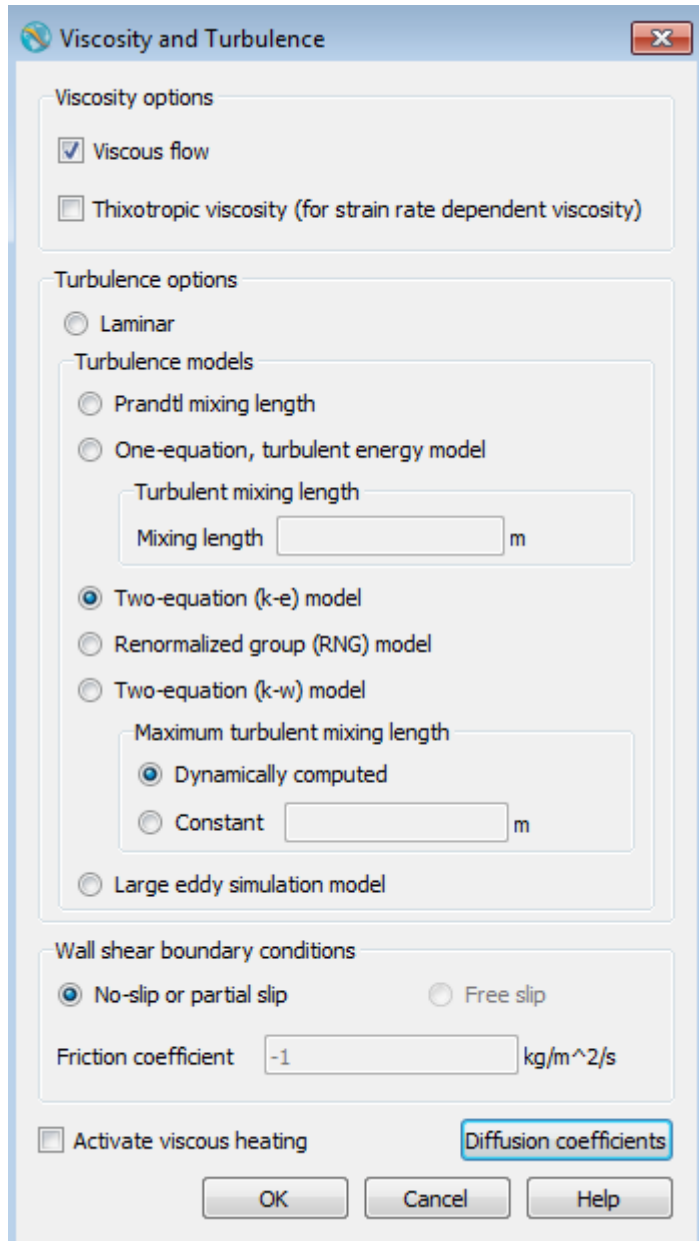 Viscosity and Turbulence
Viscosity options
Viscous flow
Thixotropic viscosity (for strain rate dependent viscosity)
Turbulence options
Laminar
Turbulence models
Prandtl mixing length
One-equation, turbulent energy model
Turbulent mixing length
Mixing length m
Two-equation (k-e) model
Renormalized group (RNG) model
Two-equation (k-w) model
Maximum turbulent mixing length
Dynamically computed
Constant m
Large eddy simulation model
Wall shear boundary conditions
No-slip or partial slip Free slip
Friction coefficient -1 kg/m^2/s
Activate viscous heating Diffusion coefficients
OK Cancel Help